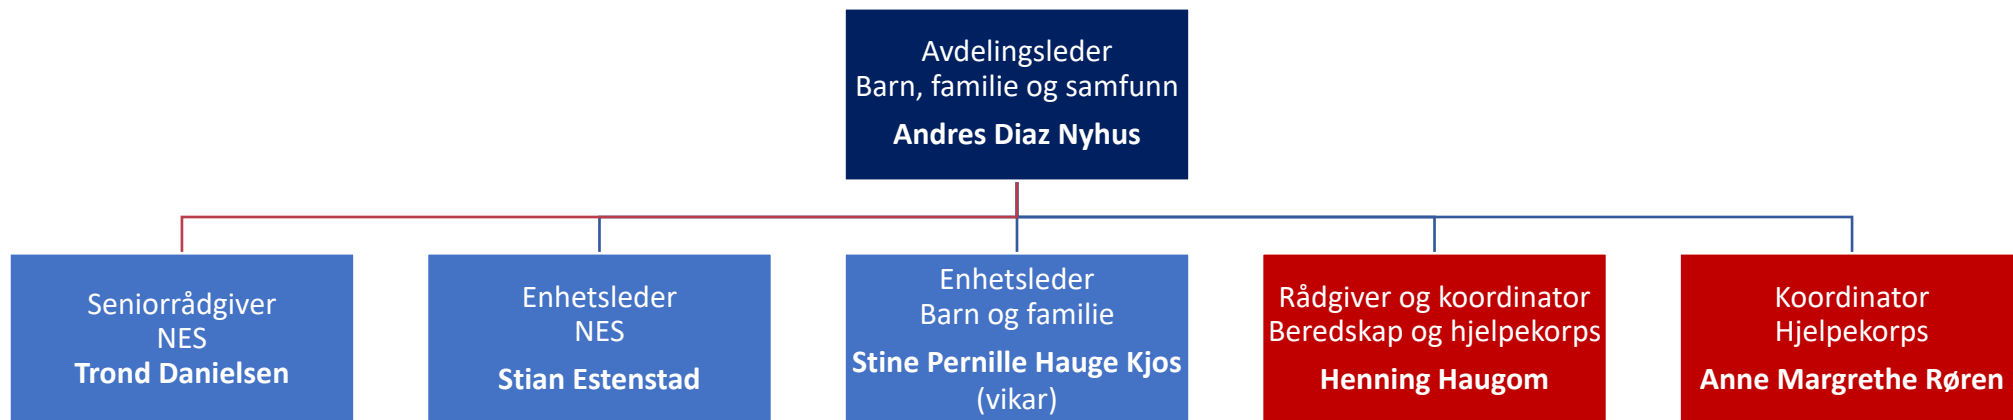 Avdelingsleder
Barn, familie og samfunn
Andres Diaz Nyhus
Seniorrådgiver
NES
Trond Danielsen
Enhetsleder
NES
Stian Estenstad
Enhetsleder
Barn og familie
Stine Pernille Hauge Kjos
(vikar)
Rådgiver og koordinator
Beredskap og hjelpekorps
Henning Haugom
Koordinator
Hjelpekorps
Anne Margrethe Røren